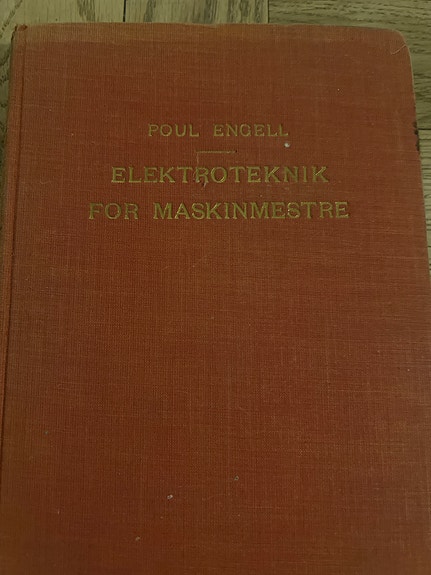 POUL ENGELL
ELEKTROTEKNIK
FOR MASKINMESTRE